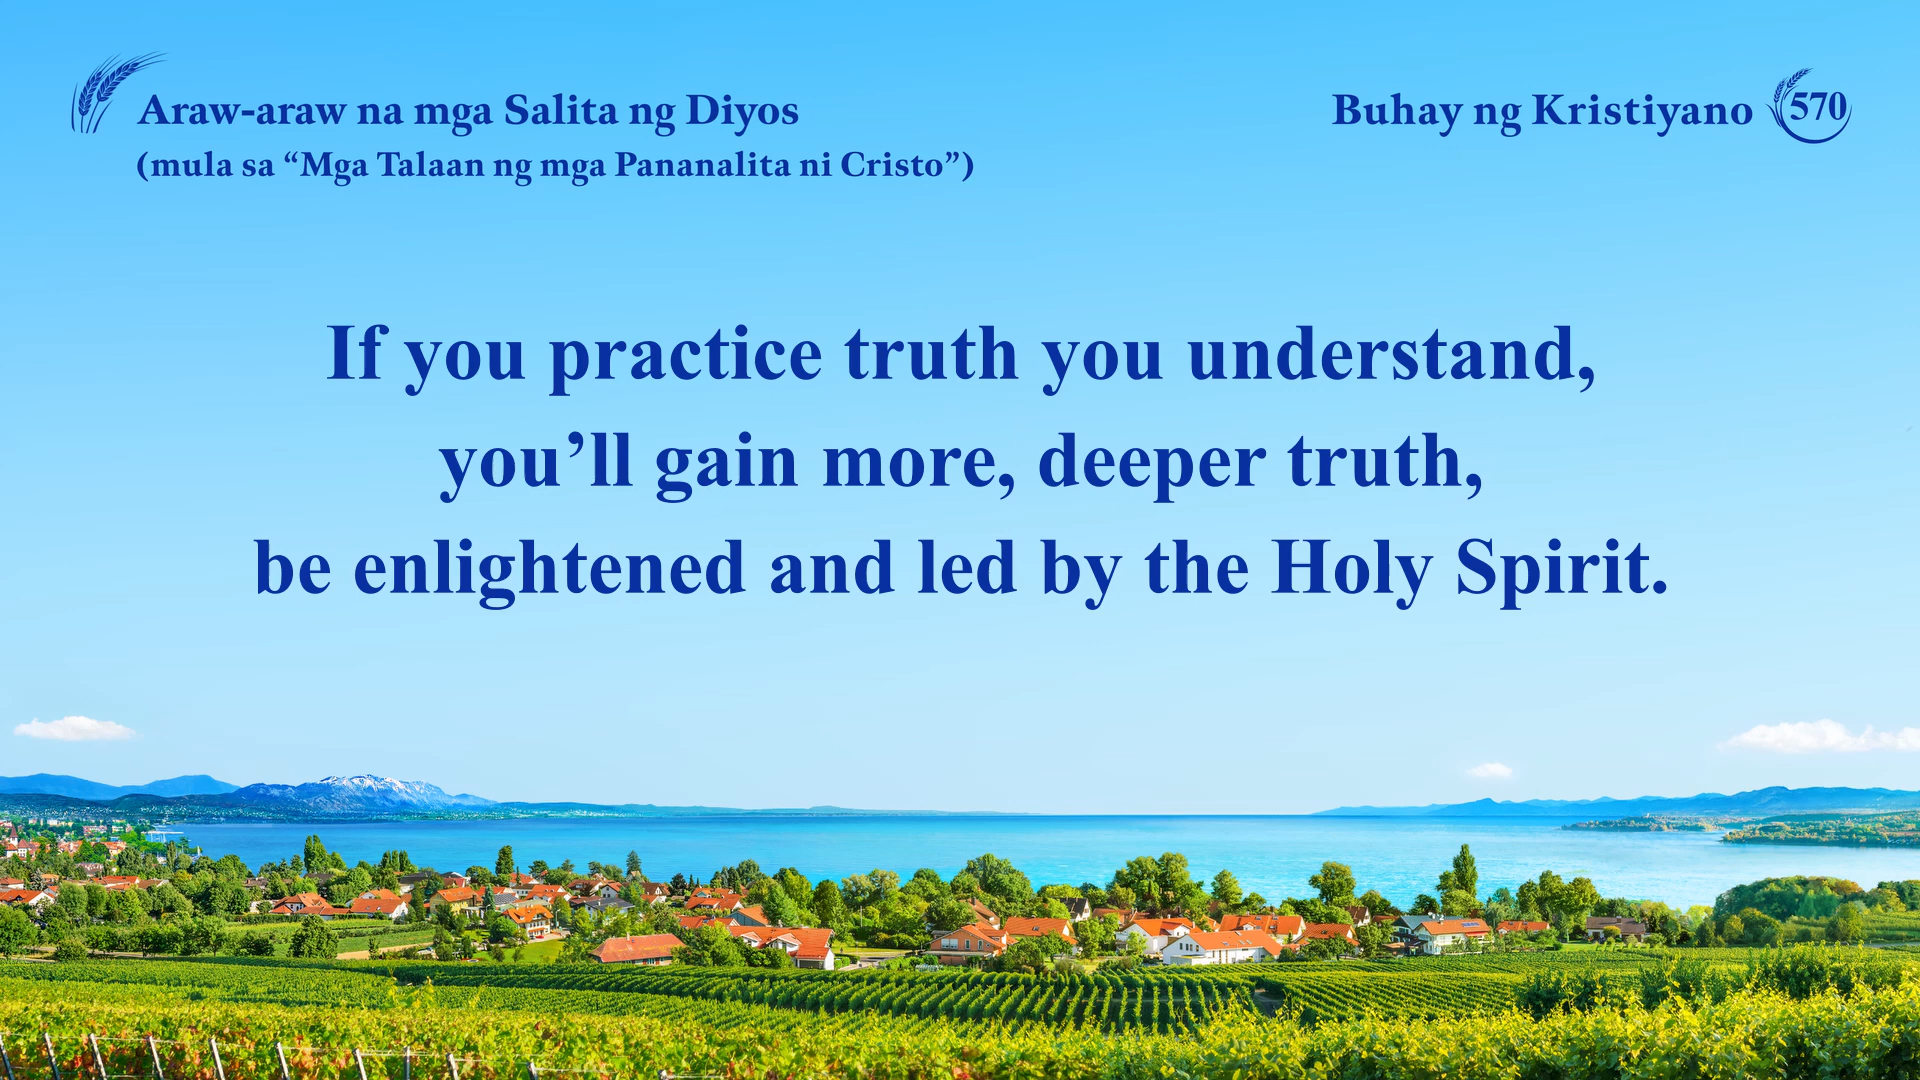 Araw-araw na mga Salita ng Diyos
(mula sa “Mga Talaan ng mga Pananalita ni Cristo”)
Buhay ng Kristiyano 570
If you practice truth you understand,
you’ll gain more, deeper truth,
be enlightened and led by the Holy Spirit.